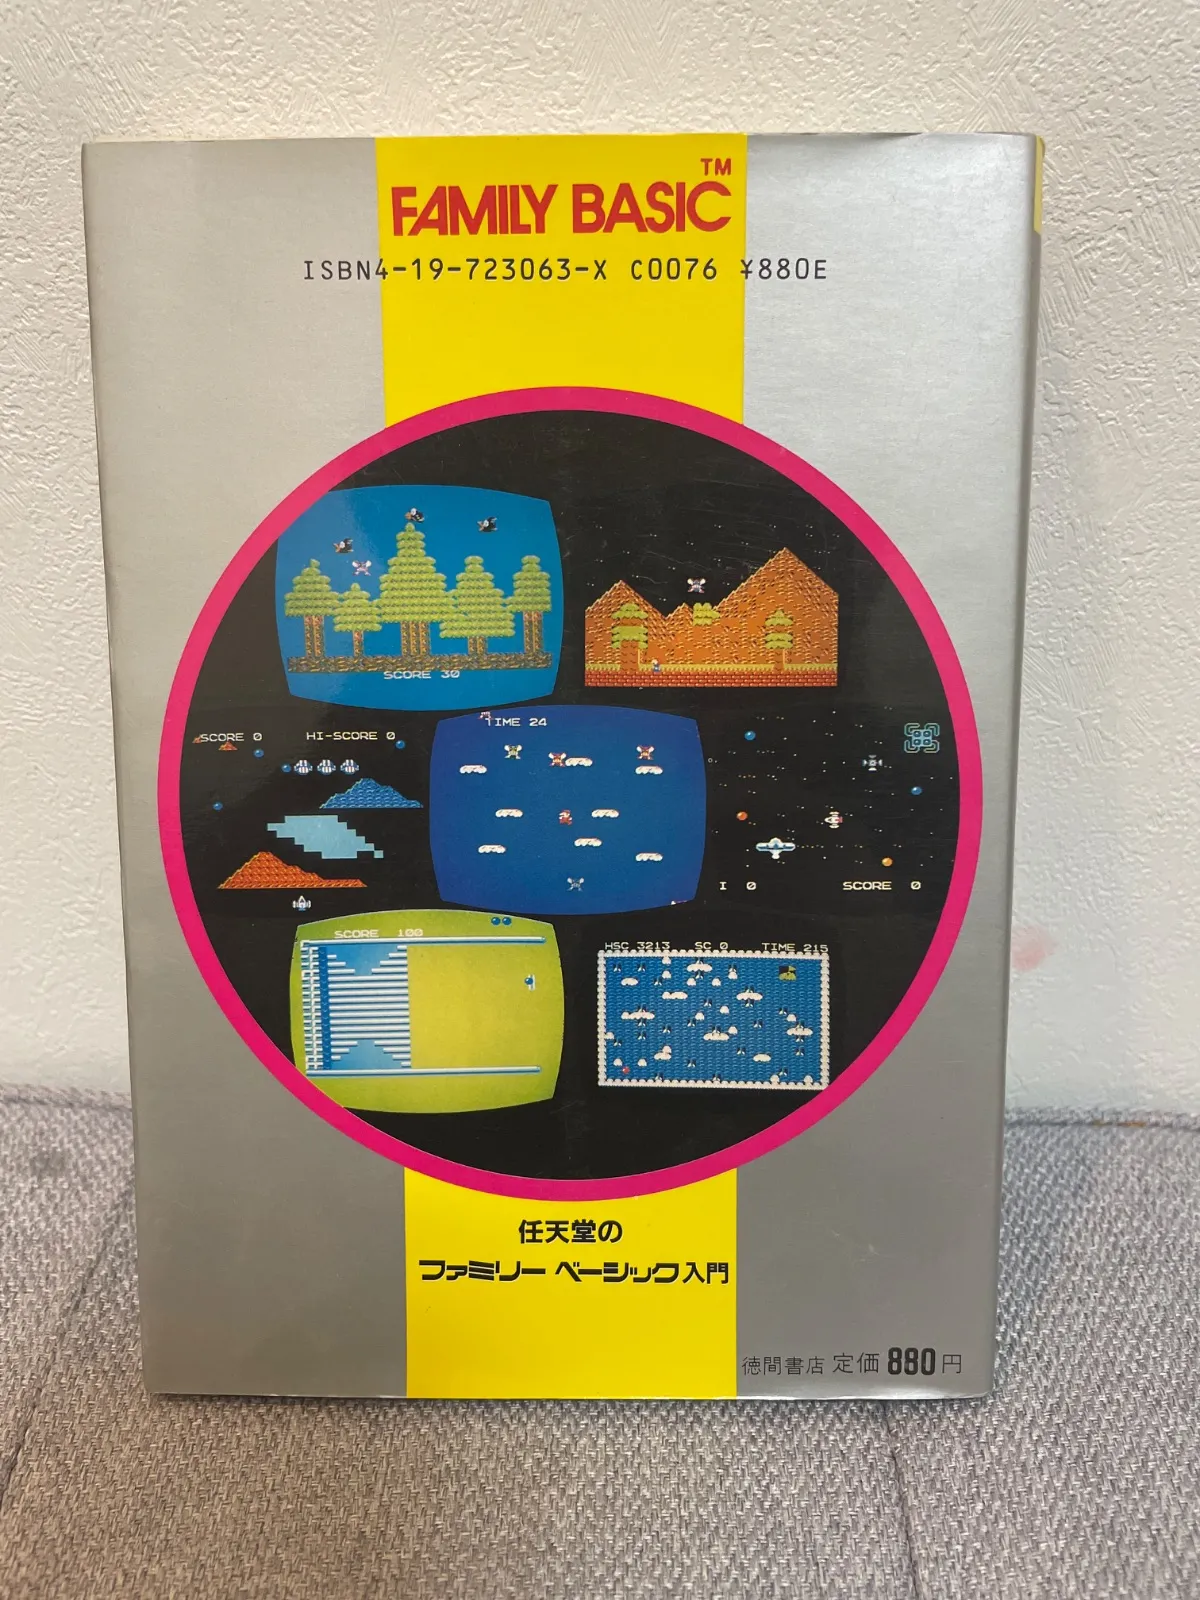 FAMILY BASIC™
ISBN4-19-723063-X C0076 ¥880E
SCORE 30
SCORE 0 HI-SCORE 0
TIME 24
I 0 SCORE 0
SCORE 100
HSC 3213 SC 0 TIME 215
任天堂の
ファミリー ベーシック入門
徳間書店 定価 880円